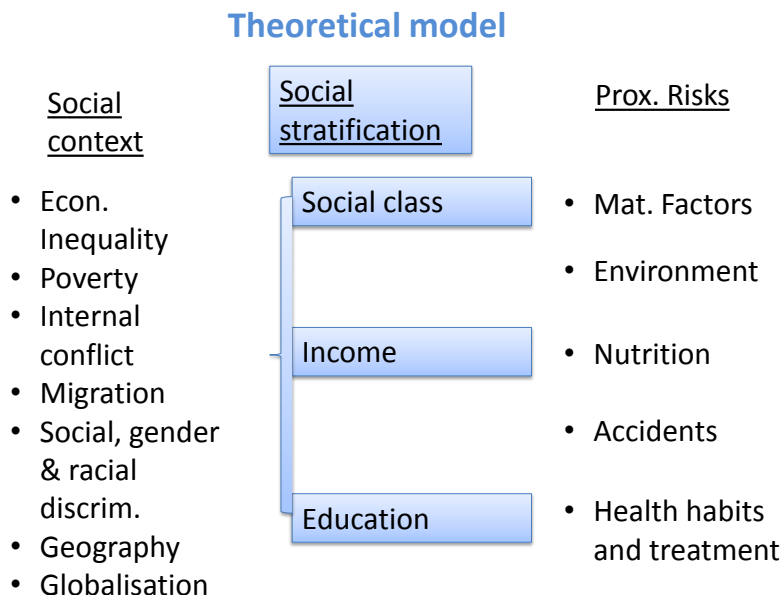 Theoretical model
Social
context
• Econ.
Inequality
• Poverty
• Internal
conflict
• Migration
• Social, gender
& racial
discrim.
• Geography
• Globalisation
Social
stratification
Social class
Income
Education
Prox. Risks
• Mat. Factors
• Environment
• Nutrition
• Accidents
• Health habits
and treatment